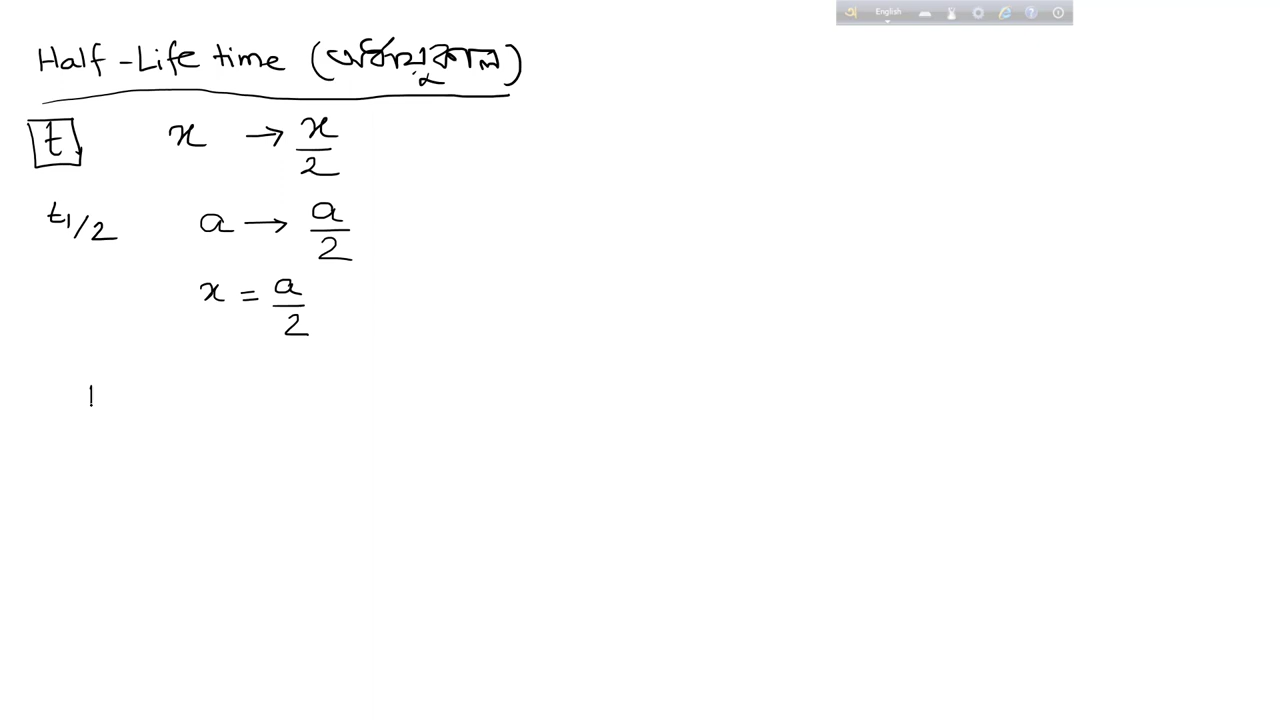 অ English
Half-Life time (অর্ধায়ুকাল)
t x → x/2
t1/2 a → a/2
x = a/2